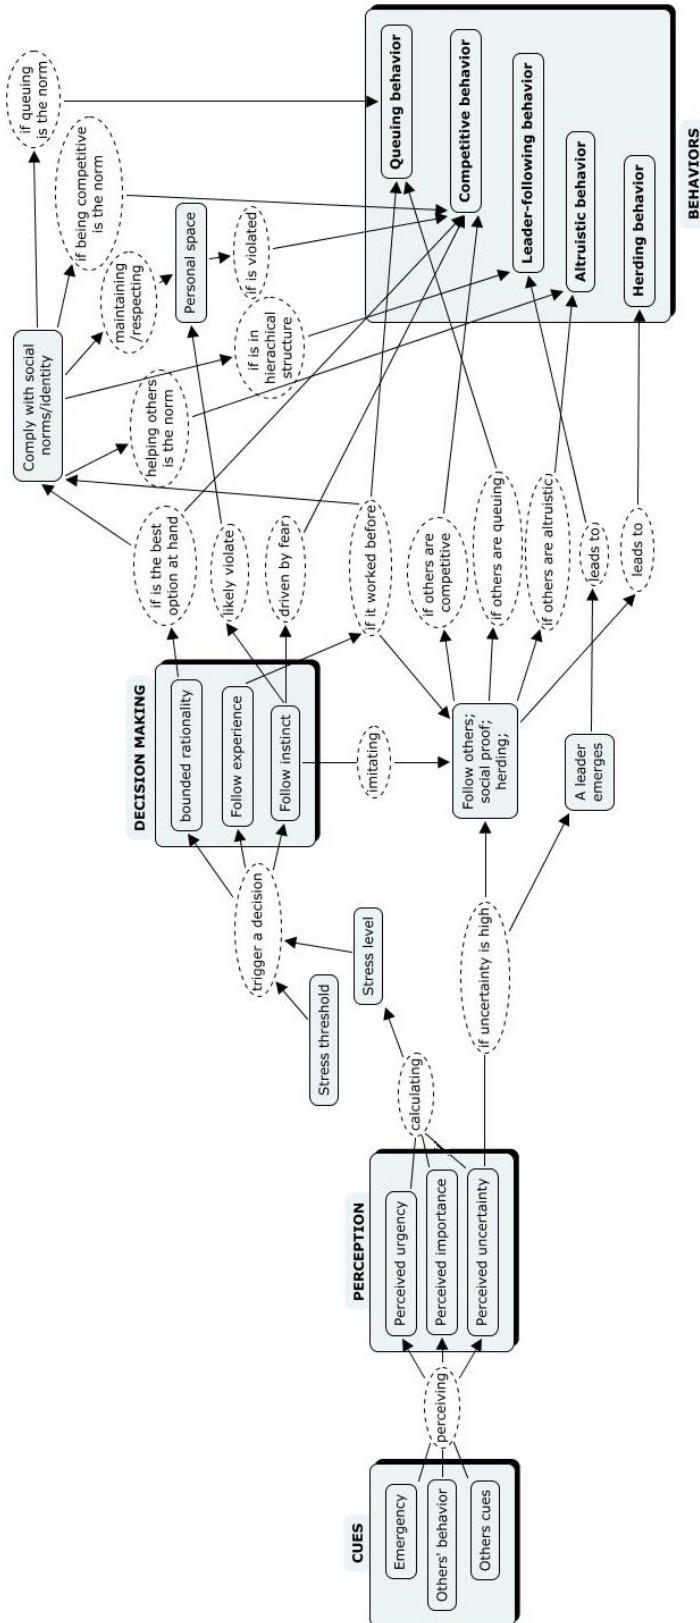 CUES
Emergency
Others' behavior
Others cues
perceiving
PERCEPTION
Perceived urgency
Perceived importance
Perceived uncertainty
calculating
Stress threshold
Stress level
trigger a decision
if uncertainty is high
DECISION MAKING
bounded rationality
Follow experience
Follow instinct
imitating
Follow others;
social proof;
herding;
A leader
emerges
if is the best
option at hand
likely violate
driven by fear
if it worked before
if others are
competitive
if others are queuing
if others are altruistic
leads to
leads to
Comply with social
norms/identity
helping others
is the norm
if is in
hierachical
structure
maintaining
/respecting
Personal space
if is violated
if being competitive
is the norm
if queuing
is the norm
Queuing behavior
Competitive behavior
Leader-following behavior
Altruistic behavior
Herding behavior
BEHAVIORS